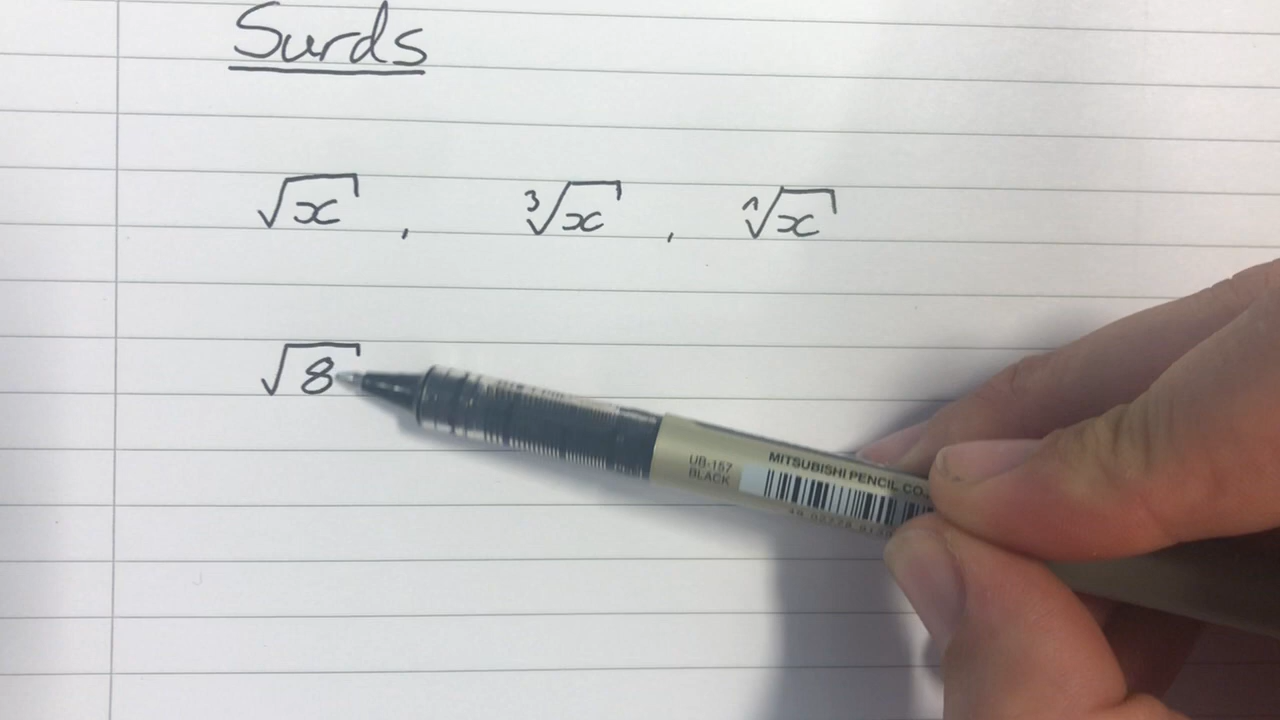 Surds
√x , ³√x , ⁿ√x
√8
UB-157
BLACK
MITSUBISHI PENCIL CO.